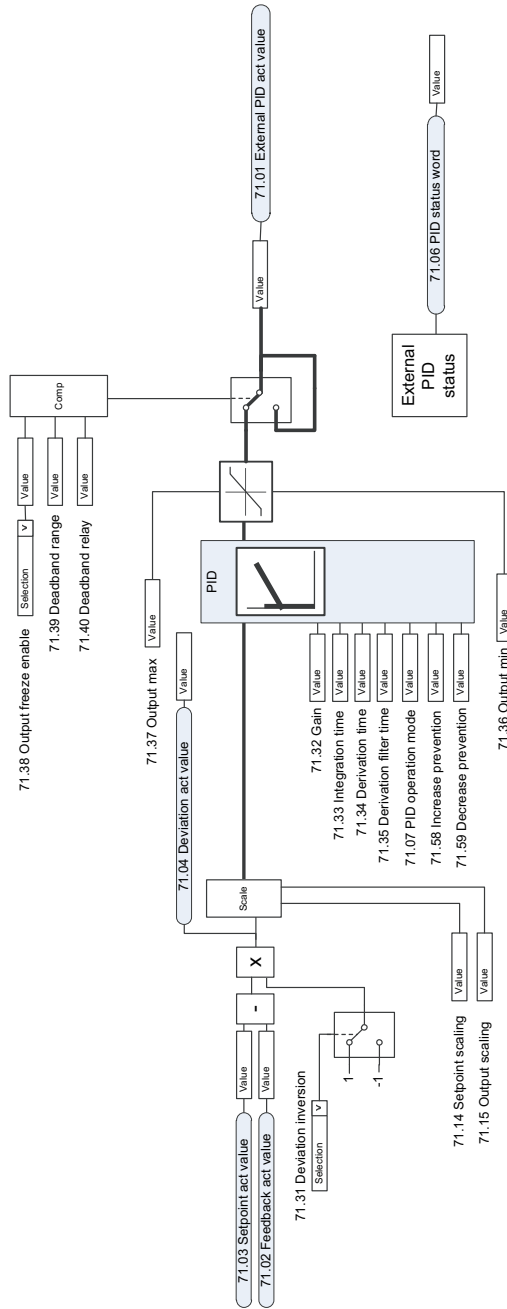 71.38 Output freeze enable
Selection
v
Value
71.39 Deadband range
Value
71.40 Deadband relay
Value
Comp
71.04 Deviation act value
Value
71.37 Output max
Value
71.03 Setpoint act value
Value
71.02 Feedback act value
Value
-
X
Scale
PID
Value
71.01 External PID act value
71.31 Deviation inversion
Selection
v
1
-1
71.32 Gain
Value
71.33 Integration time
Value
71.34 Derivation time
Value
71.35 Derivation filter time
Value
71.07 PID operation mode
Value
71.58 Increase prevention
Value
71.59 Decrease prevention
Value
71.14 Setpoint scaling
Value
71.15 Output scaling
Value
71.36 Output min
Value
External
PID
status
71.06 PID status word
Value